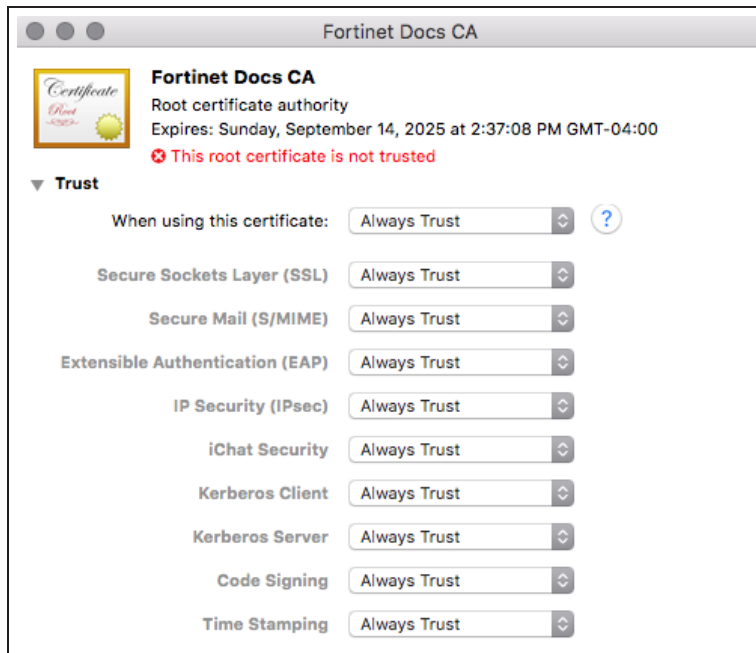 Fortinet Docs CA
Certificate
Root
Fortinet Docs CA
Root certificate authority
Expires: Sunday, September 14, 2025 at 2:37:08 PM GMT-04:00
This root certificate is not trusted
Trust
When using this certificate: Always Trust ?
Secure Sockets Layer (SSL) Always Trust
Secure Mail (S/MIME) Always Trust
Extensible Authentication (EAP) Always Trust
IP Security (IPsec) Always Trust
iChat Security Always Trust
Kerberos Client Always Trust
Kerberos Server Always Trust
Code Signing Always Trust
Time Stamping Always Trust